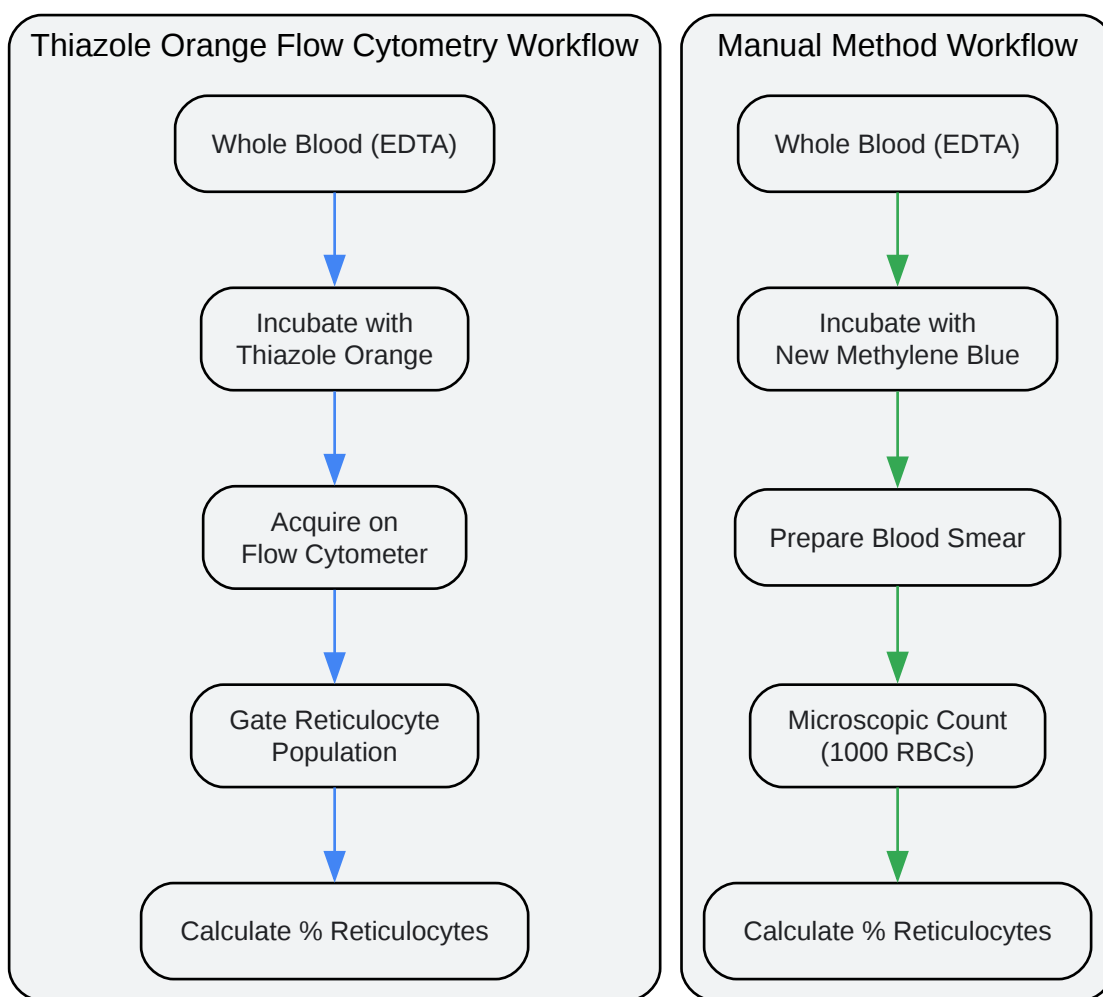 Thiazole Orange Flow Cytometry Workflow
Whole Blood (EDTA)
Incubate with
Thiazole Orange
Acquire on
Flow Cytometer
Gate Reticulocyte
Population
Calculate % Reticulocytes
Manual Method Workflow
Whole Blood (EDTA)
Incubate with
New Methylene Blue
Prepare Blood Smear
Microscopic Count
(1000 RBCs)
Calculate % Reticulocytes